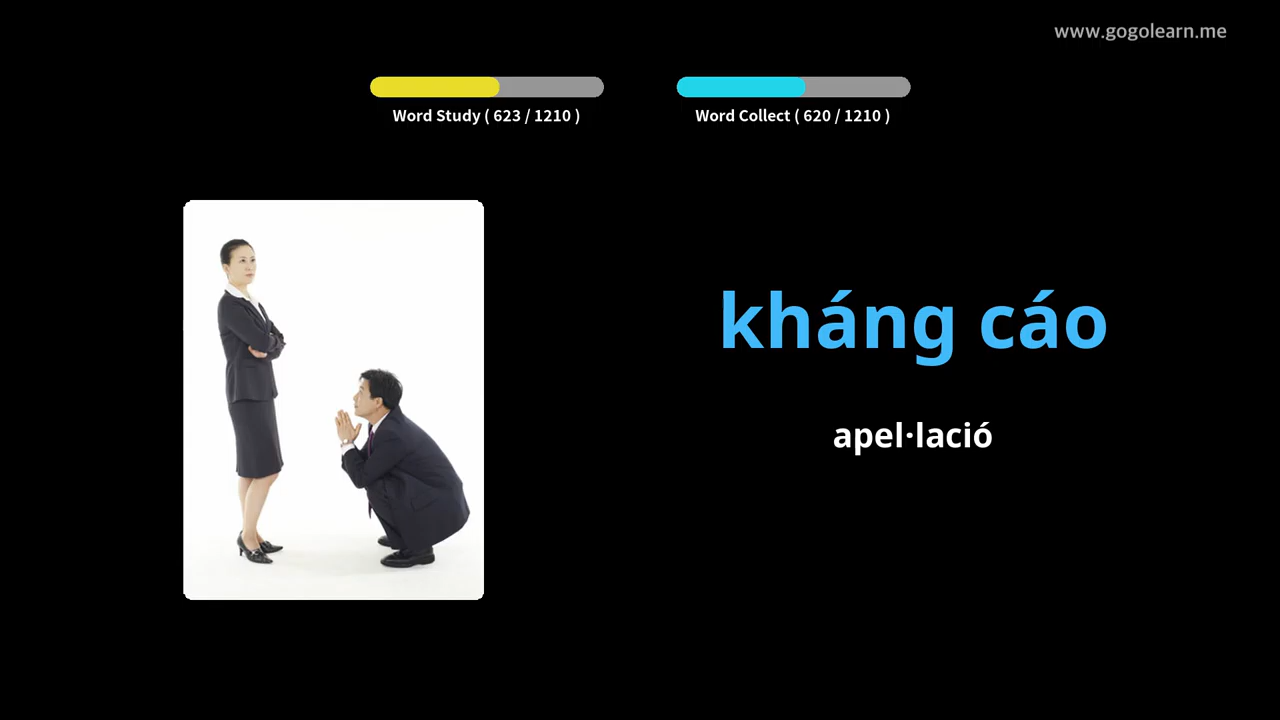 www.gogolearn.me
Word Study ( 623 / 1210 )
Word Collect ( 620 / 1210 )
kháng cáo
apel·lació